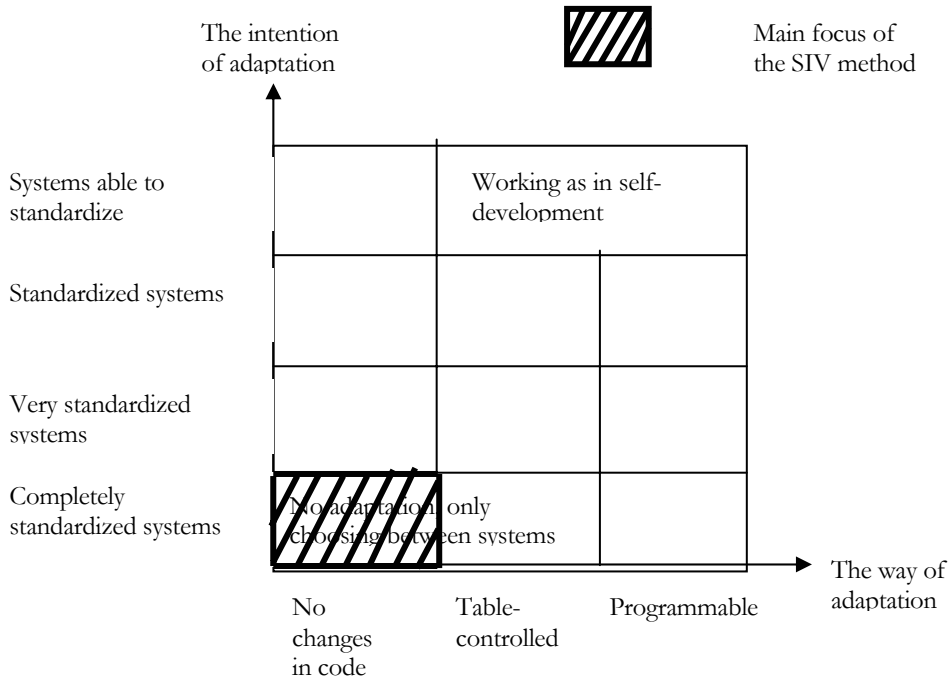 The intention
of adaptation
Main focus of
the SIV method
Systems able to
standardize
Working as in self-
development
Standardized systems
Very standardized
systems
Completely
standardized systems
No adaptation, only
choosing between systems
The way of
adaptation
No
changes
in code
Table-
controlled
Programmable